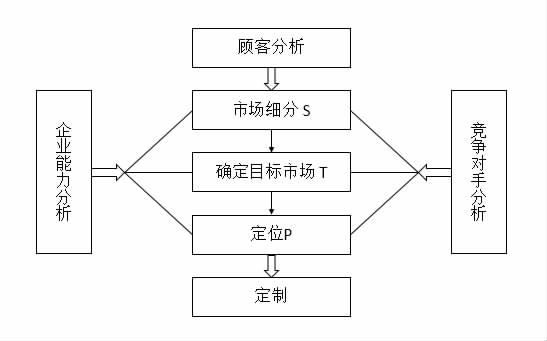 顾客分析
市场细分 S
企业能力分析
竞争对手分析
确定目标市场 T
定位P
定制